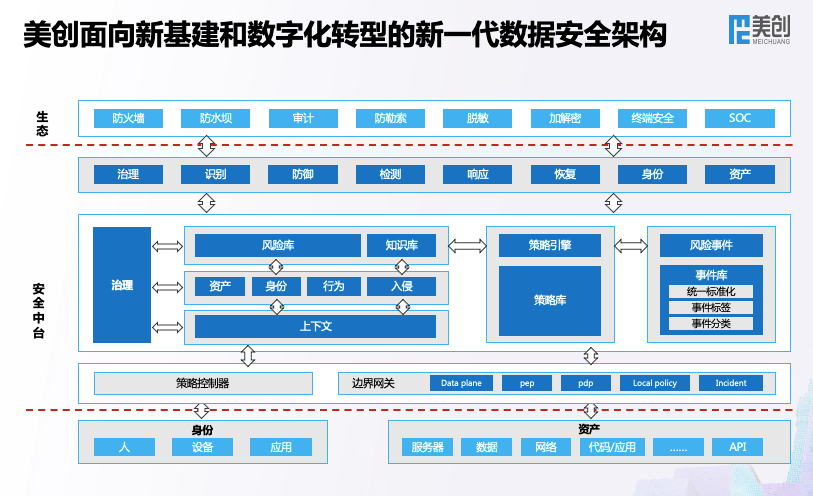 美创面向新基建和数字化转型的新一代数据安全架构
美创
MEICHUANG
生态
防火墙 防水坝 审计 防勒索 脱敏 加解密 终端安全 SOC
治理 识别 防御 检测 响应 恢复 身份 资产
安全中台
治理
风险库 知识库
资产 身份 行为 入侵
上下文
策略引擎
策略库
风险事件
事件库
统一标准化
事件标签
事件分类
策略控制器
边界网关 Data plane pep pdp Local policy Incident
身份
人 设备 应用
资产
服务器 数据 网络 代码/应用 …… API